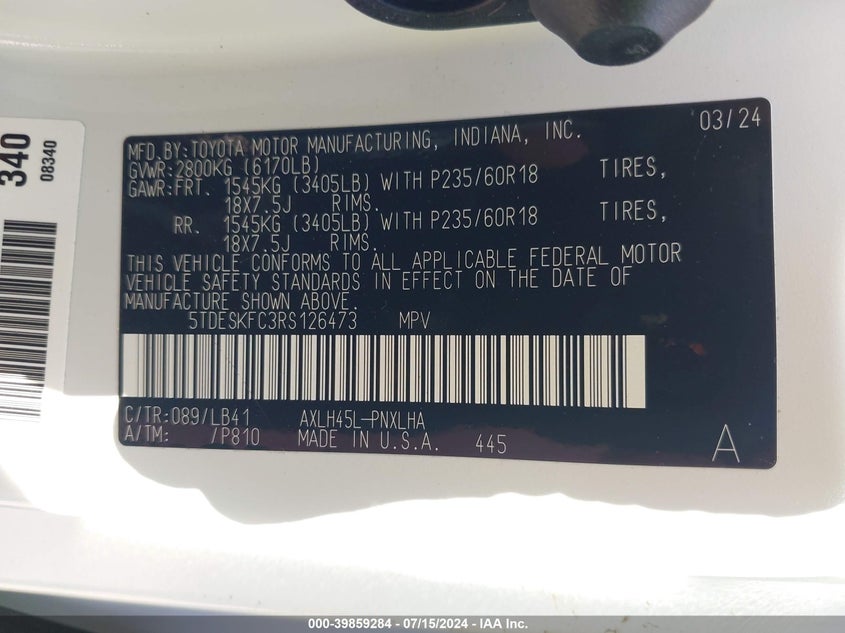 340
08340
03/24
MFD.BY:TOYOTA MOTOR MANUFACTURING, INDIANA, INC.
GVWR:2800KG (6170LB)
GAWR:FRT. 1545KG (3405LB) WITH P235/60R18 TIRES,
18X7.5J RIMS.
RR. 1545KG (3405LB) WITH P235/60R18 TIRES,
18X7.5J RIMS.
THIS VEHICLE CONFORMS TO ALL APPLICABLE FEDERAL MOTOR
VEHICLE SAFETY STANDARDS IN EFFECT ON THE DATE OF
MANUFACTURE SHOWN ABOVE.
5TDESKFC3RS126473 MPV
C/TR:089/LB41 AXLH45L-PNXLHA
A/TM: /P810 MADE IN U.S.A. 445 A
000-39859284 - 07/15/2024 - IAA Inc.